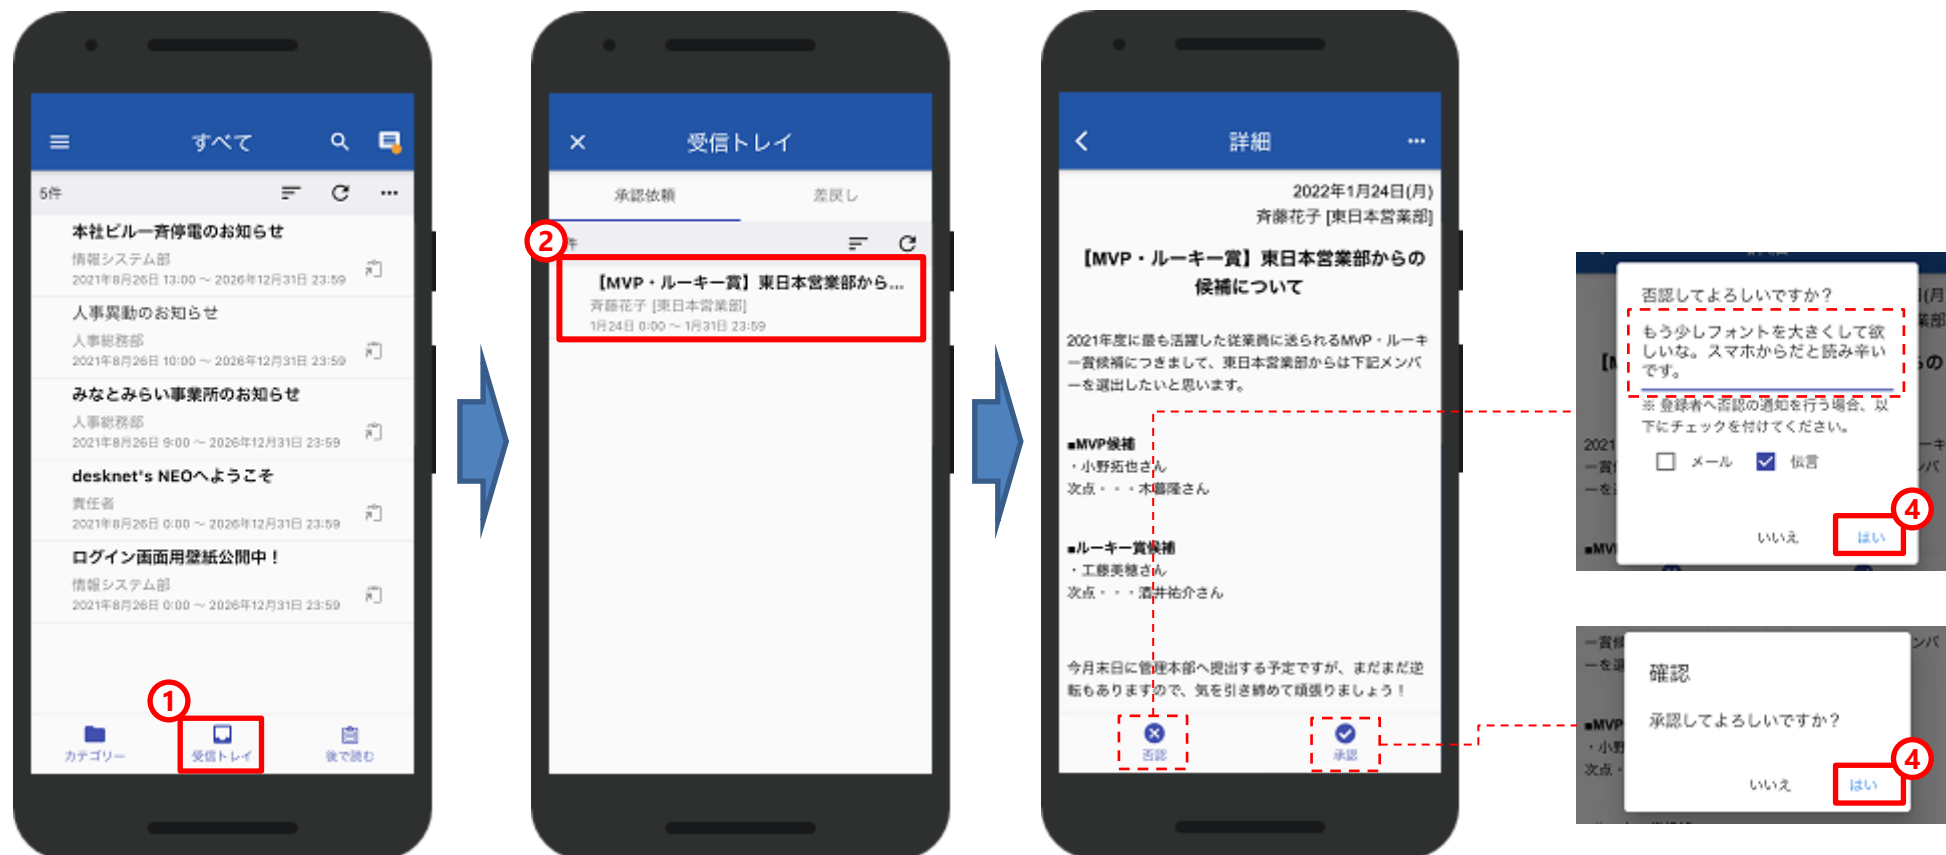 すべて
5件
本社ビル一斉停電のお知らせ
情報システム部
2021年8月26日 13:00 ～ 2026年12月31日 23:59
人事異動のお知らせ
人事総務部
2021年8月26日 10:00 ～ 2026年12月31日 23:59
みなとみらい事業所のお知らせ
人事総務部
2021年8月26日 9:00 ～ 2026年12月31日 23:59
desknet's NEOへようこそ
責任者
2021年8月26日 0:00 ～ 2026年12月31日 23:59
ログイン画面用壁紙公開中！
情報システム部
2021年8月26日 0:00 ～ 2026年12月31日 23:59
①
カテゴリー 受信トレイ 後で読む
受信トレイ
承認依頼 差戻し
② 件
【MVP・ルーキー賞】東日本営業部から...
斉藤花子 [東日本営業部]
1月24日 0:00 ～ 1月31日 23:59
詳細
2022年1月24日(月)
斉藤花子 [東日本営業部]
【MVP・ルーキー賞】東日本営業部からの
候補について
2021年度に最も活躍した従業員に送られるMVP・ルーキ
ー賞候補につきまして、東日本営業部からは下記メンバ
ーを選出したいと思います。
■MVP候補
・小野拓也さん
次点・・・木暮隆さん
■ルーキー賞候補
・工藤美穂さん
次点・・・酒井祐介さん
今月末日に管理本部へ提出する予定ですが、まだまだ逆
転もありますので、気を引き締めて頑張りましょう！
否認 承認
否認してよろしいですか？
もう少しフォントを大きくして欲
しいな。スマホからだと読み辛い
です。
※ 登録者へ否認の通知を行う場合、以
下にチェックを付けてください。
メール 伝言
④
いいえ はい
確認
承認してよろしいですか？
④
いいえ はい